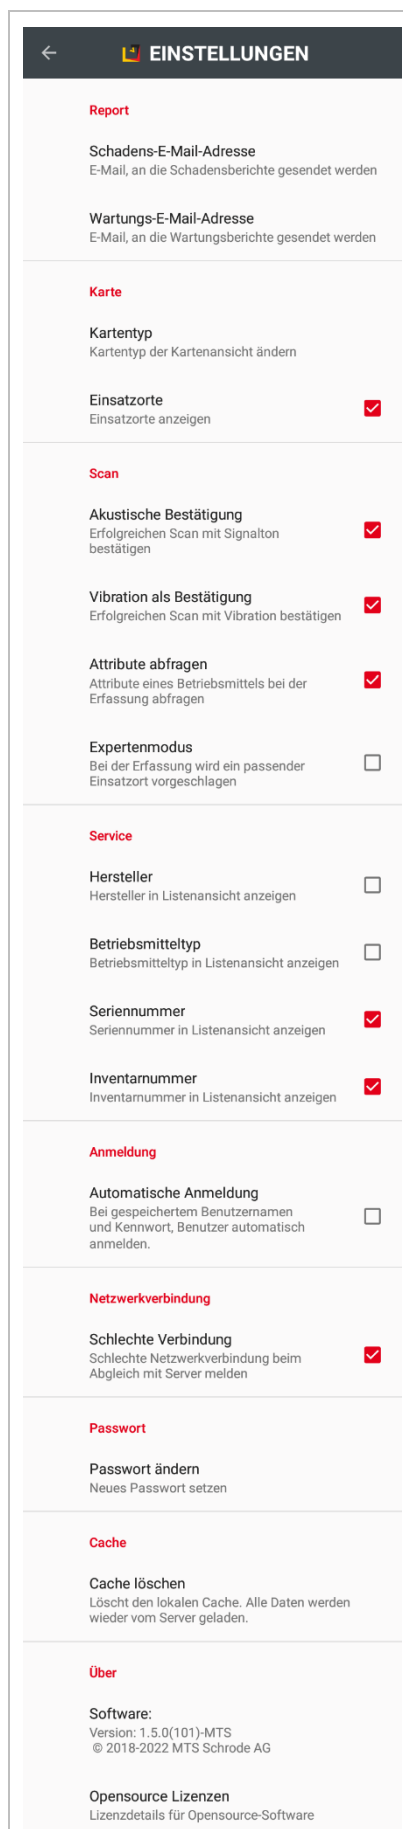 EINSTELLUNGEN
Report
Schadens-E-Mail-Adresse
E-Mail, an die Schadensberichte gesendet werden
Wartungs-E-Mail-Adresse
E-Mail, an die Wartungsberichte gesendet werden
Karte
Kartentyp
Kartentyp der Kartenansicht ändern
Einsatzorte
Einsatzorte anzeigen
Scan
Akustische Bestätigung
Erfolgreichen Scan mit Signalton
bestätigen
Vibration als Bestätigung
Erfolgreichen Scan mit Vibration bestätigen
Attribute abfragen
Attribute eines Betriebsmittels bei der
Erfassung abfragen
Expertenmodus
Bei der Erfassung wird ein passender
Einsatzort vorgeschlagen
Service
Hersteller
Hersteller in Listenansicht anzeigen
Betriebsmitteltyp
Betriebsmitteltyp in Listenansicht anzeigen
Seriennummer
Seriennummer in Listenansicht anzeigen
Inventarnummer
Inventarnummer in Listenansicht anzeigen
Anmeldung
Automatische Anmeldung
Bei gespeichertem Benutzernamen
und Kennwort, Benutzer automatisch
anmelden.
Netzwerkverbindung
Schlechte Verbindung
Schlechte Netzwerkverbindung beim
Abgleich mit Server melden
Passwort
Passwort ändern
Neues Passwort setzen
Cache
Cache löschen
Löscht den lokalen Cache. Alle Daten werden
wieder vom Server geladen.
Über
Software:
Version: 1.5.0(101)-MTS
© 2018-2022 MTS Schrode AG
Opensource Lizenzen
Lizenzdetails für Opensource-Software